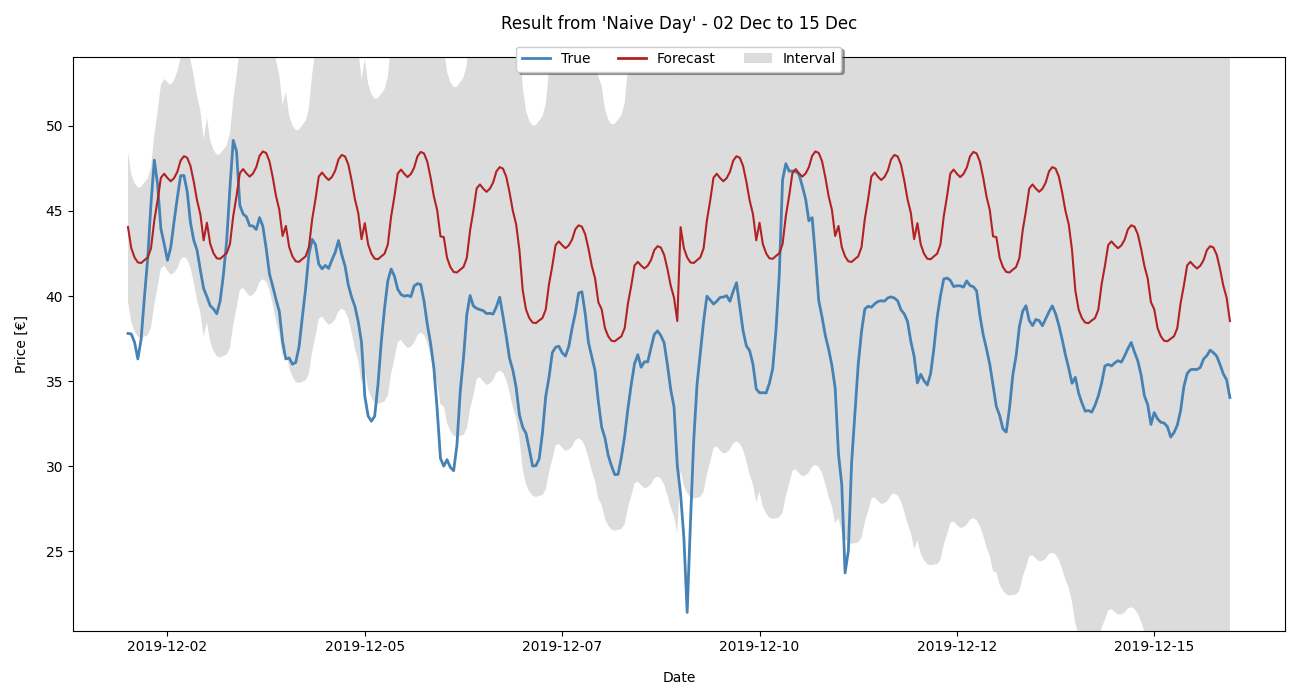 Result from 'Naive Day' - 02 Dec to 15 Dec
True Forecast Interval
Price [€]
50
45
40
35
30
25
2019-12-02 2019-12-05 2019-12-07 2019-12-10 2019-12-12 2019-12-15
Date